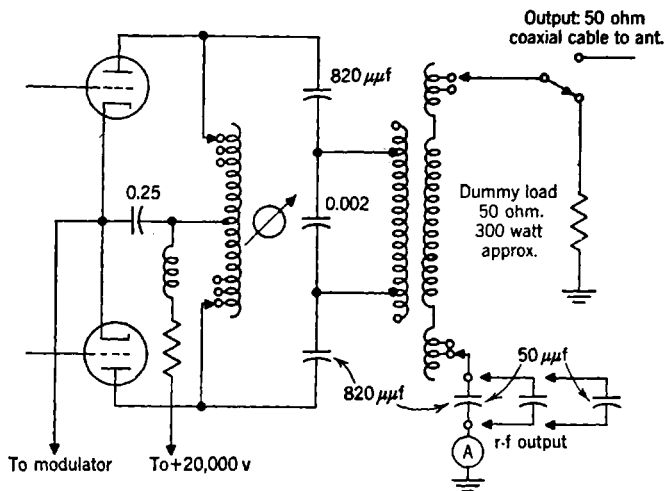 Output: 50 ohm
coaxial cable to ant.
820 μμf
0.25
0.002
Dummy load
50 ohm.
300 watt
approx.
50 μμf
820 μμf
r-f output
A
To modulator
To+20,000 v